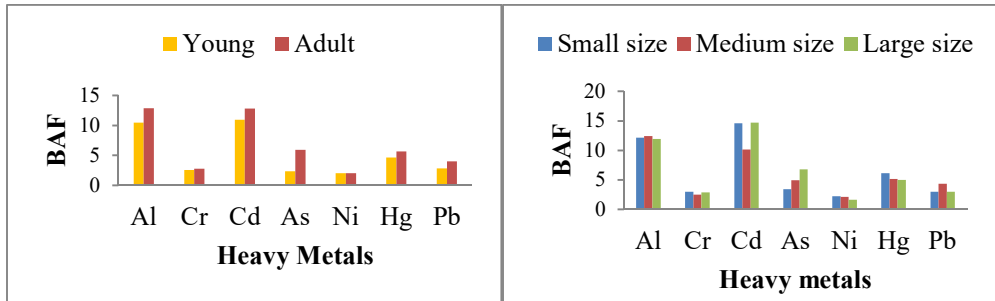 Young Adult
15
10
5
0
BAF
Al Cr Cd As Ni Hg Pb
Heavy Metals
Small size Medium size Large size
20
15
10
5
0
BAF
Al Cr Cd As Ni Hg Pb
Heavy metals